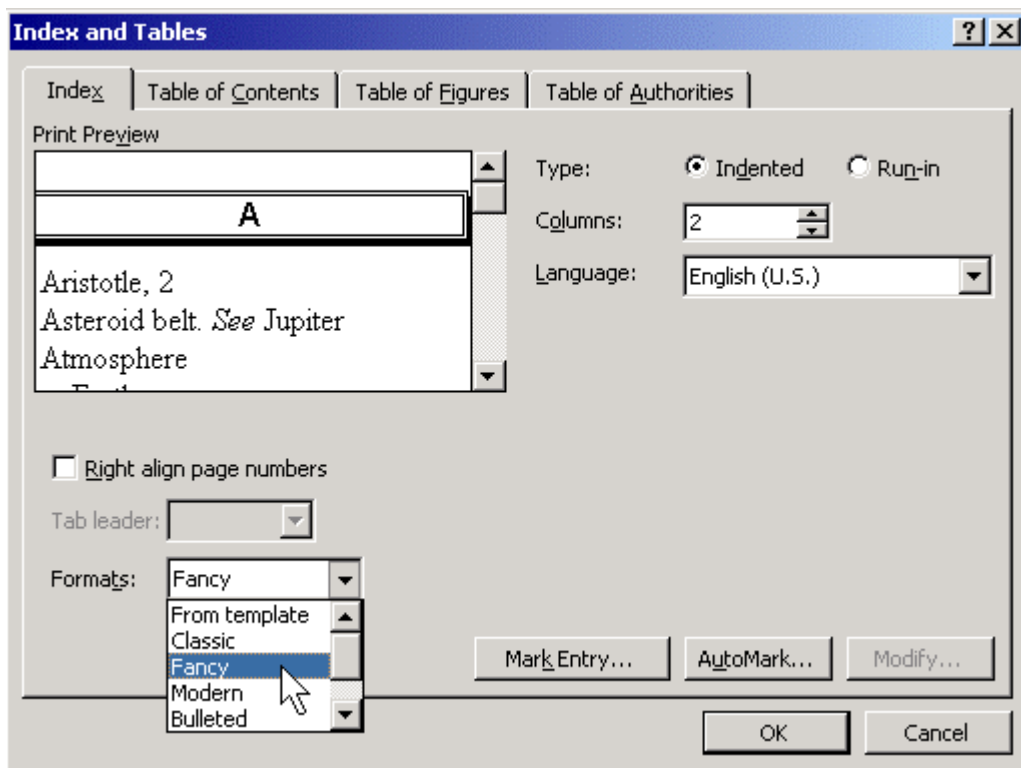 Index and Tables
Index
Table of Contents
Table of Figures
Table of Authorities
Print Preview
A
Aristotle, 2
Asteroid belt. See Jupiter
Atmosphere
Type:
Indented
Run-in
Columns:
2
Language:
English (U.S.)
Right align page numbers
Tab leader:
Formats:
Fancy
From template
Classic
Fancy
Modern
Bulleted
Mark Entry...
AutoMark...
Modify...
OK
Cancel